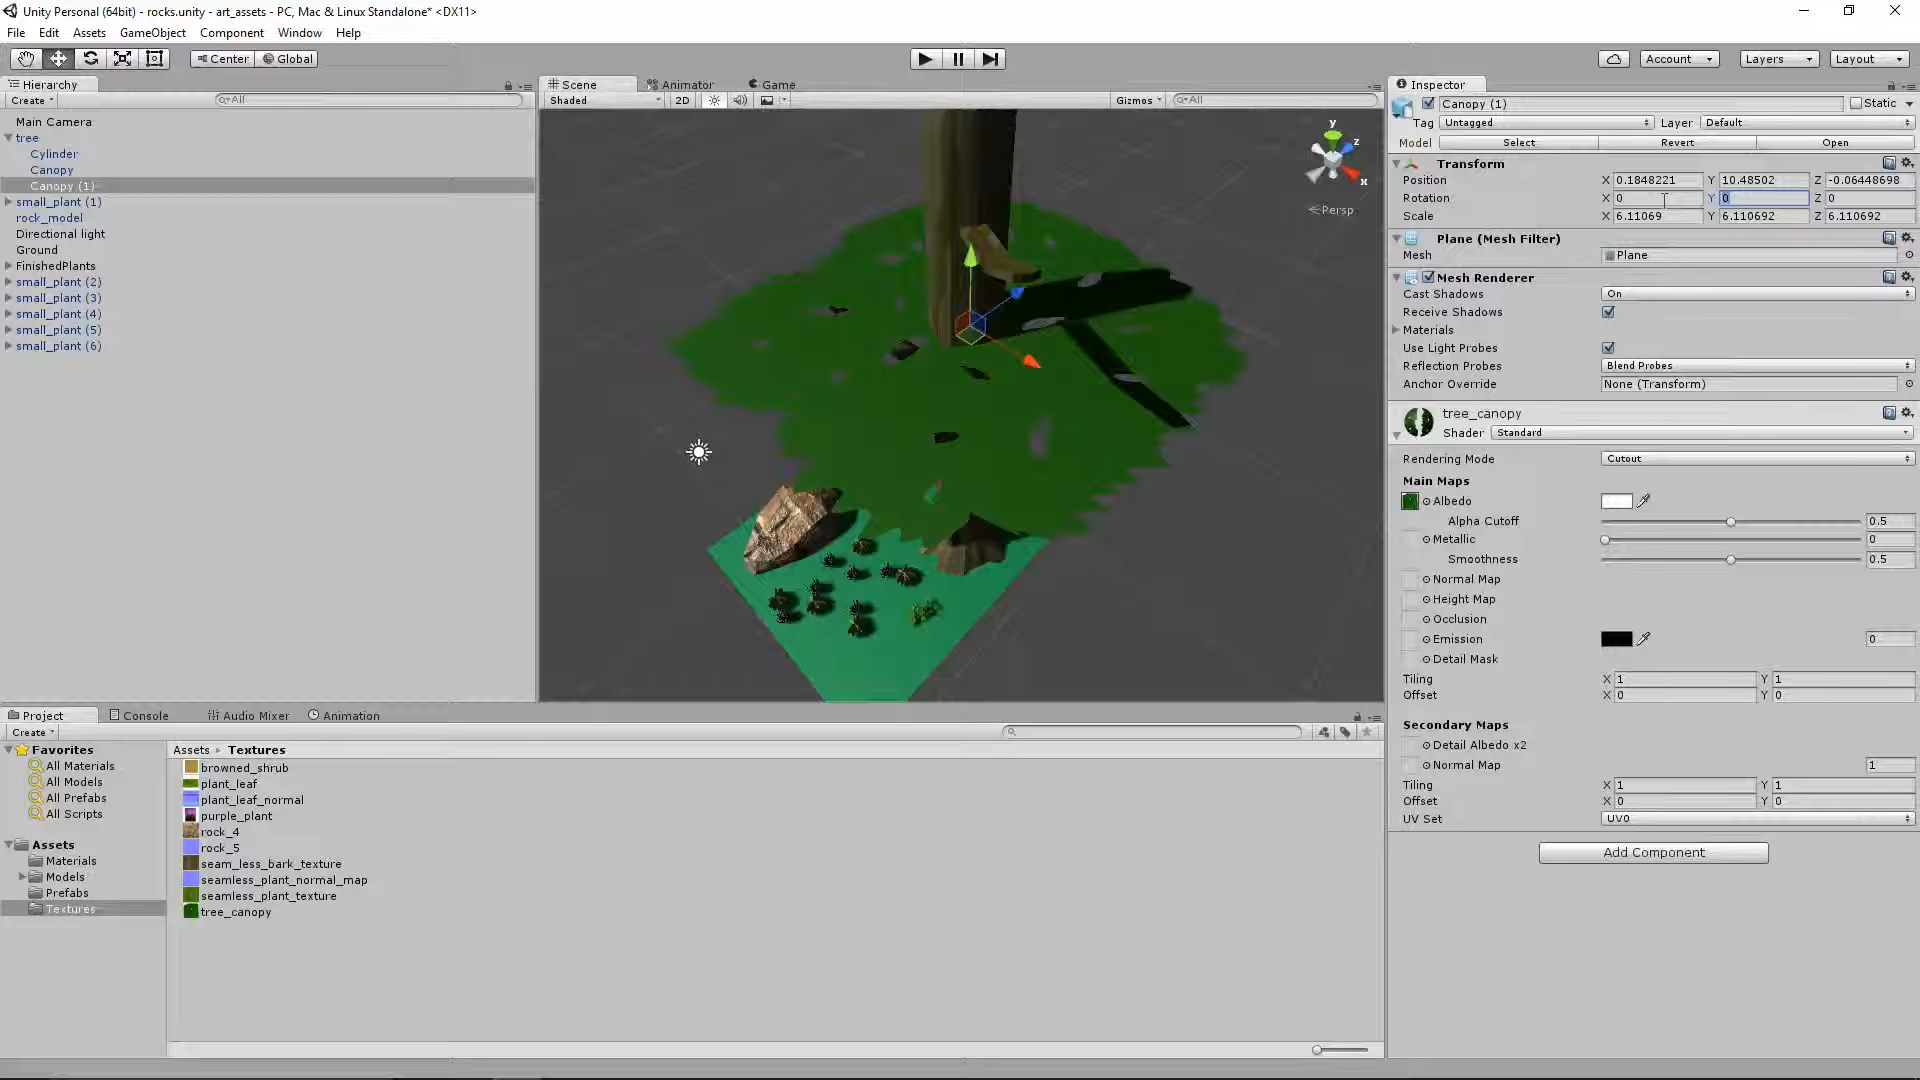 Unity Personal (64bit) - rocks.unity - art_assets - PC, Mac & Linux Standalone* <DX11>
File Edit Assets GameObject Component Window Help
Center Global Account Layers Layout
Hierarchy
Create All
Main Camera
tree
Cylinder
Canopy
Canopy (1)
small_plant (1)
rock_model
Directional light
Ground
FinishedPlants
small_plant (2)
small_plant (3)
small_plant (4)
small_plant (5)
small_plant (6)
Scene Animator Game
Shaded 2D Gizmos All
y
z
x
Persp
Inspector
Canopy (1) Static
Tag Untagged Layer Default
Model Select Revert Open
Transform
Position X 0.1848221 Y 10.48502 Z -0.06448698
Rotation X 0 Y 0 Z 0
Scale X 6.11069 Y 6.110692 Z 6.110692
Plane (Mesh Filter)
Mesh Plane
Mesh Renderer
Cast Shadows On
Receive Shadows
Materials
Use Light Probes
Reflection Probes Blend Probes
Anchor Override None (Transform)
tree_canopy
Shader Standard
Rendering Mode Cutout
Main Maps
Albedo
Alpha Cutoff 0.5
Metallic 0
Smoothness 0.5
Normal Map
Height Map
Occlusion
Emission 0
Detail Mask
Tiling X 1 Y 1
Offset X 0 Y 0
Secondary Maps
Detail Albedo x2
Normal Map 1
Tiling X 1 Y 1
Offset X 0 Y 0
UV Set UV0
Add Component
Project Console Audio Mixer Animation
Create
Favorites
All Materials
All Models
All Prefabs
All Scripts
Assets
Materials
Models
Prefabs
Textures
Assets Textures
browned_shrub
plant_leaf
plant_leaf_normal
purple_plant
rock_4
rock_5
seam_less_bark_texture
seamless_plant_normal_map
seamless_plant_texture
tree_canopy